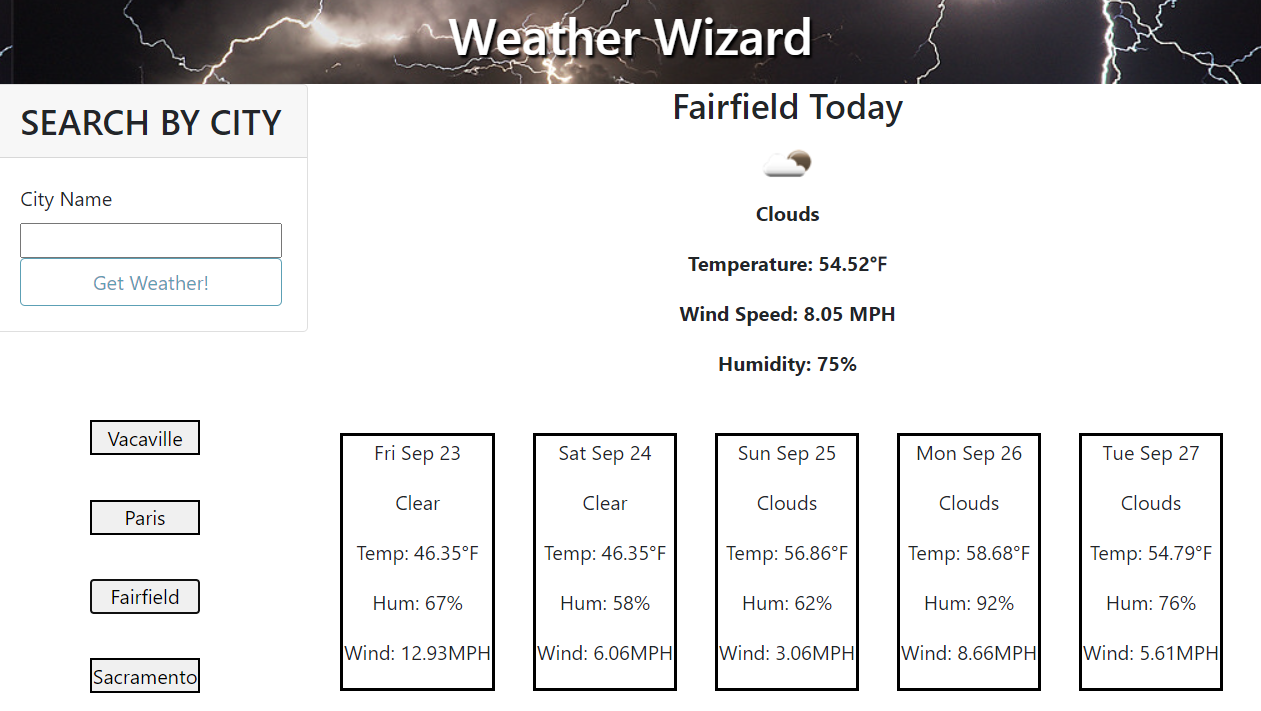 Weather Wizard
SEARCH BY CITY
City Name
Get Weather!
Vacaville
Paris
Fairfield
Sacramento
Fairfield Today
Clouds
Temperature: 54.52°F
Wind Speed: 8.05 MPH
Humidity: 75%
Fri Sep 23
Clear
Temp: 46.35°F
Hum: 67%
Wind: 12.93MPH
Sat Sep 24
Clear
Temp: 46.35°F
Hum: 58%
Wind: 6.06MPH
Sun Sep 25
Clouds
Temp: 56.86°F
Hum: 62%
Wind: 3.06MPH
Mon Sep 26
Clouds
Temp: 58.68°F
Hum: 92%
Wind: 8.66MPH
Tue Sep 27
Clouds
Temp: 54.79°F
Hum: 76%
Wind: 5.61MPH